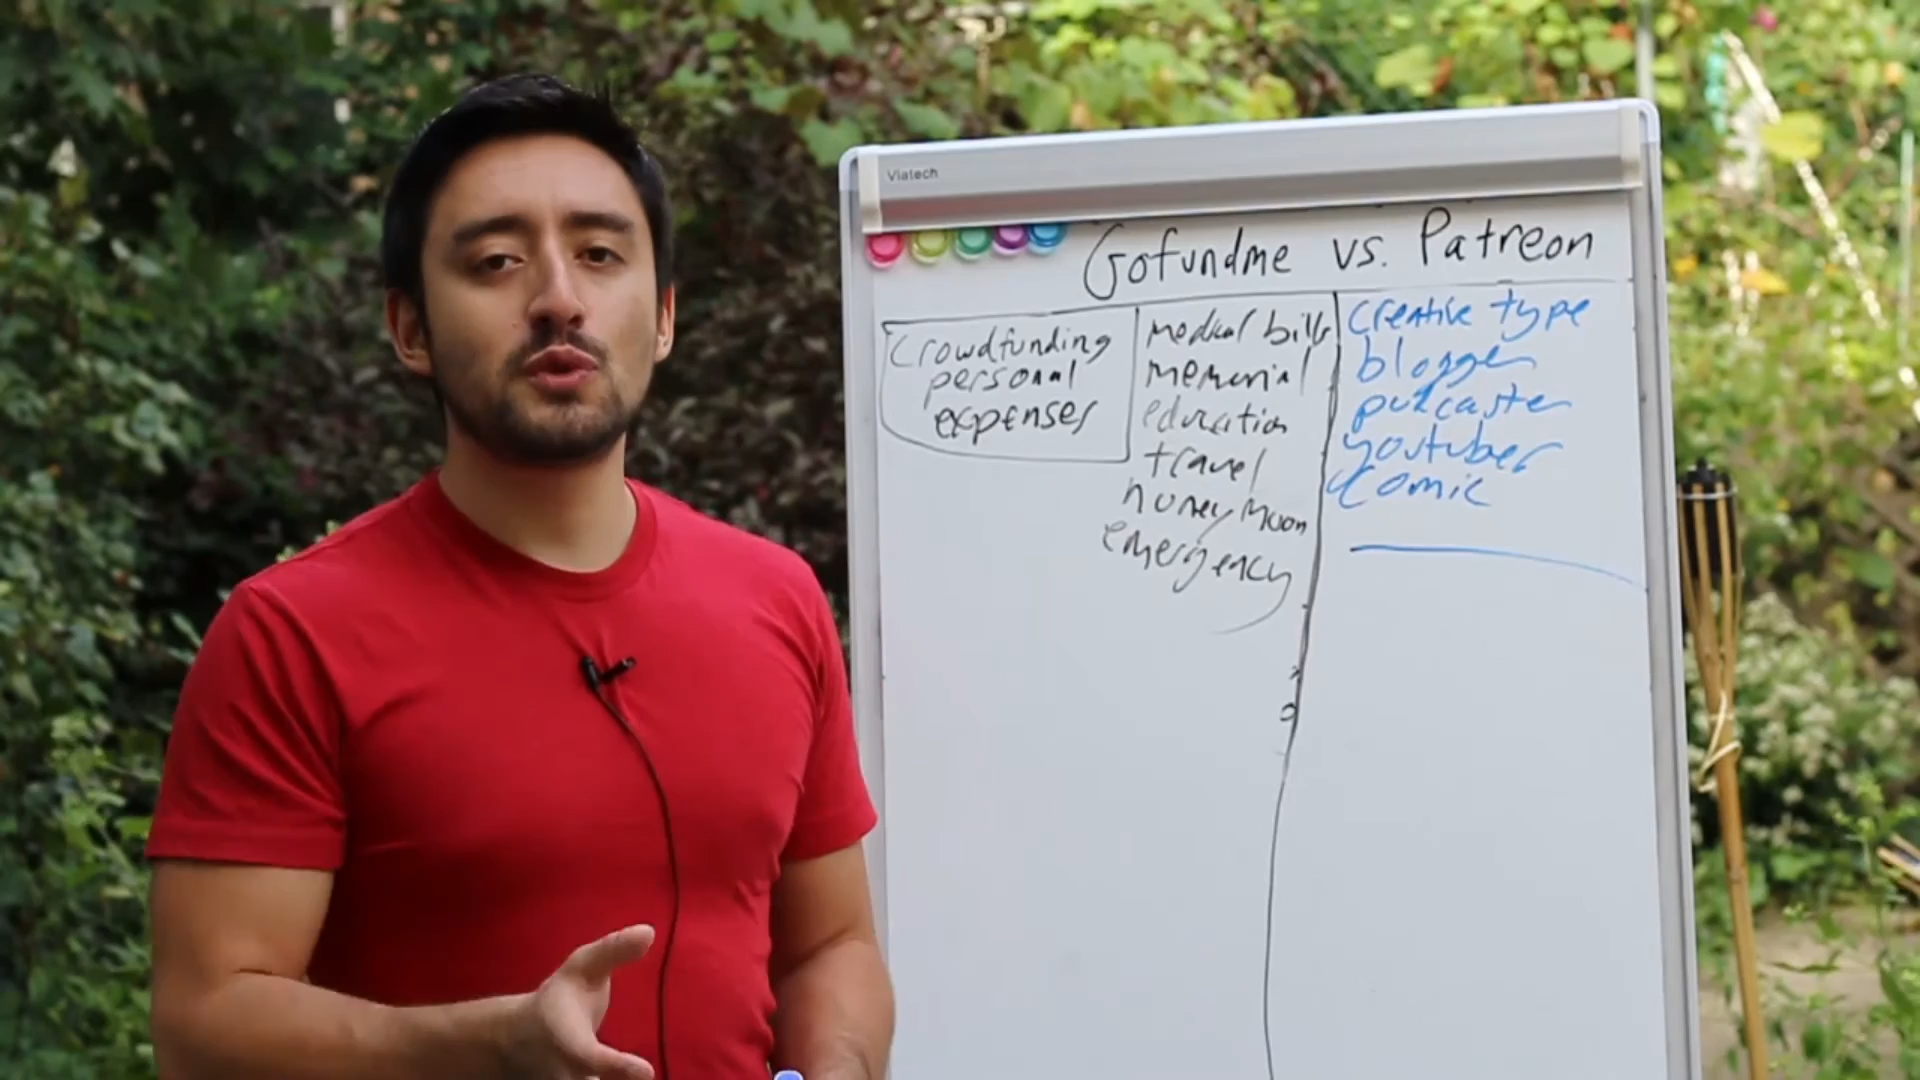 Viatech
Gofundme vs. Patreon
crowdfunding
personal
expenses
medical bills
memorial
education
travel
honeymoon
emergency
creative type
blogger
podcaster
youtuber
comic